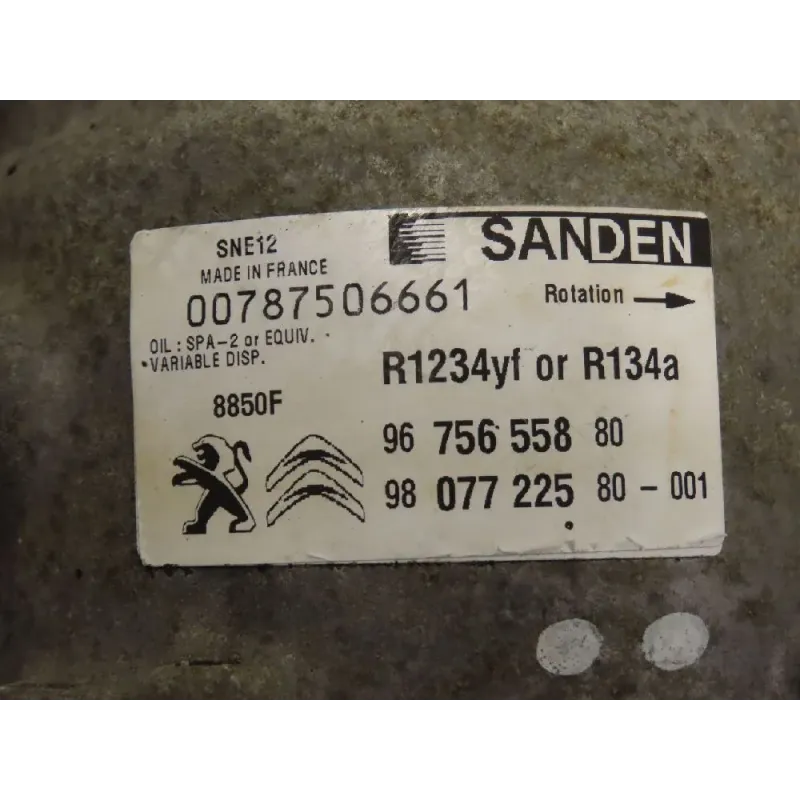 SANDEN
SNE12
MADE IN FRANCE
00787506661
Rotation
OIL : SPA-2 or EQUIV.
VARIABLE DISP.
R1234yf or R134a
8850F
96 756 558 80
98 077 225 80 - 001